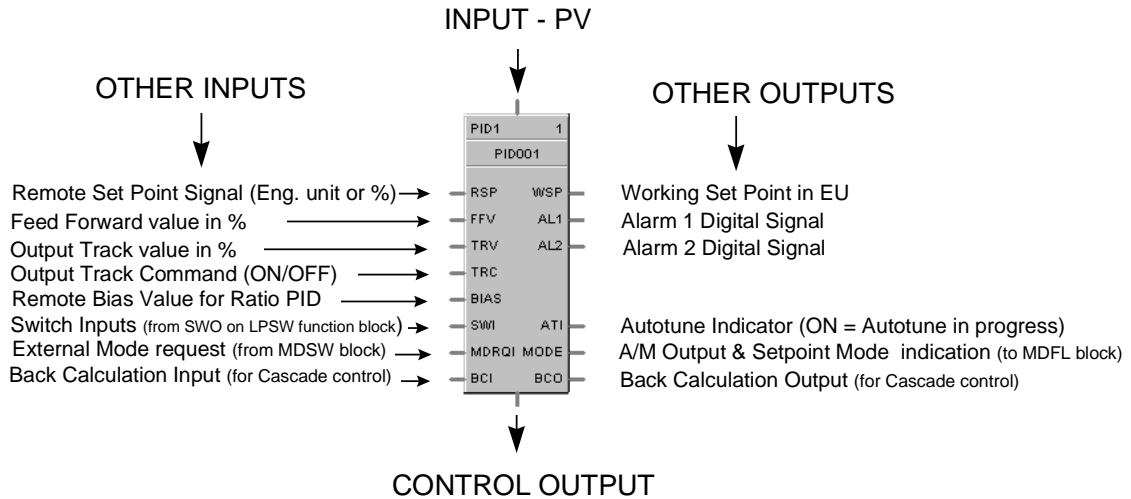 INPUT - PV
OTHER INPUTS
OTHER OUTPUTS
PID1 1
PID001
Remote Set Point Signal (Eng. unit or %) RSP WSP Working Set Point in EU
Feed Forward value in % FFV AL1 Alarm 1 Digital Signal
Output Track value in % TRV AL2 Alarm 2 Digital Signal
Output Track Command (ON/OFF) TRC
Remote Bias Value for Ratio PID BIAS
Switch Inputs (from SWO on LPSW function block) SWI ATI Autotune Indicator (ON = Autotune in progress)
External Mode request (from MDSW block) MDRQI MODE A/M Output & Setpoint Mode indication (to MDFL block)
Back Calculation Input (for Cascade control) BCI BCO Back Calculation Output (for Cascade control)
CONTROL OUTPUT